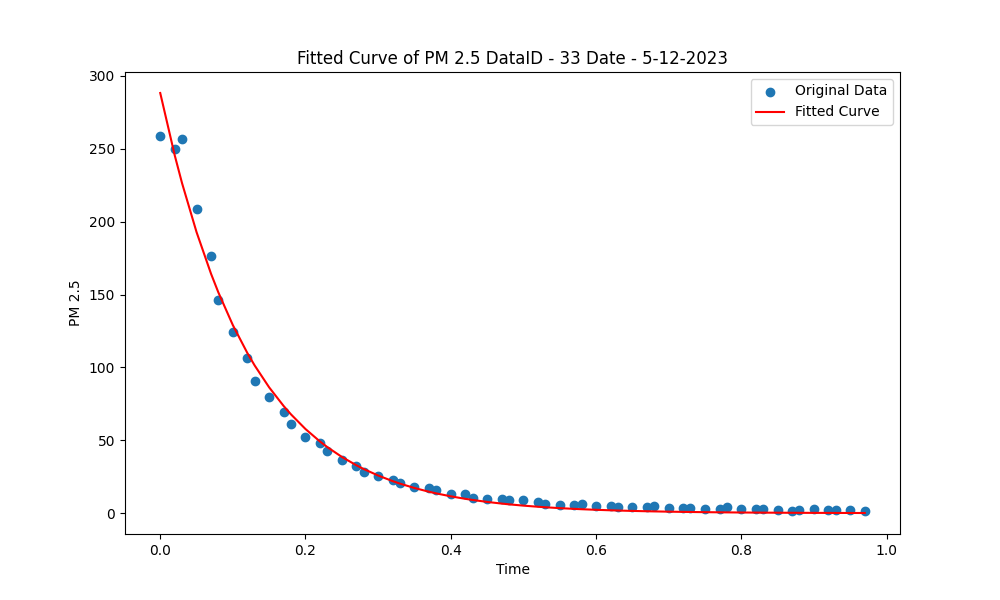 Fitted Curve of PM 2.5 DataID - 33 Date - 5-12-2023
Original Data
Fitted Curve
300
250
200
150
100
50
0
PM 2.5
0.0 0.2 0.4 0.6 0.8 1.0
Time